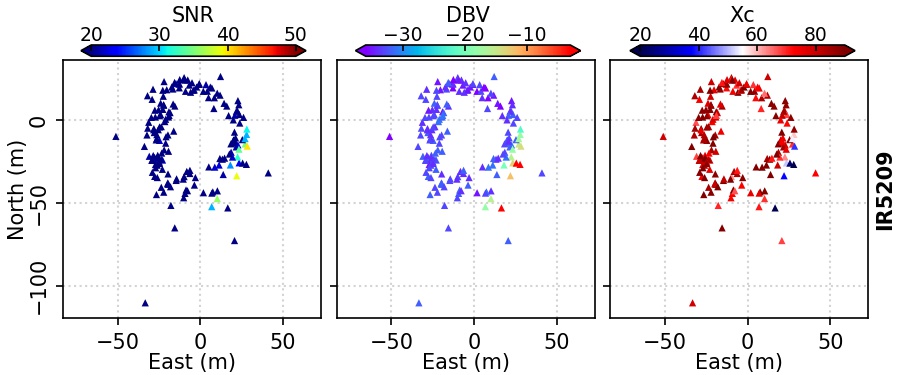 SNR DBV Xc
20 30 40 50 −30 −20 −10 20 40 60 80
North (m)
0
−50
−100
IR5209
−50 0 50 −50 0 50 −50 0 50
East (m) East (m) East (m)